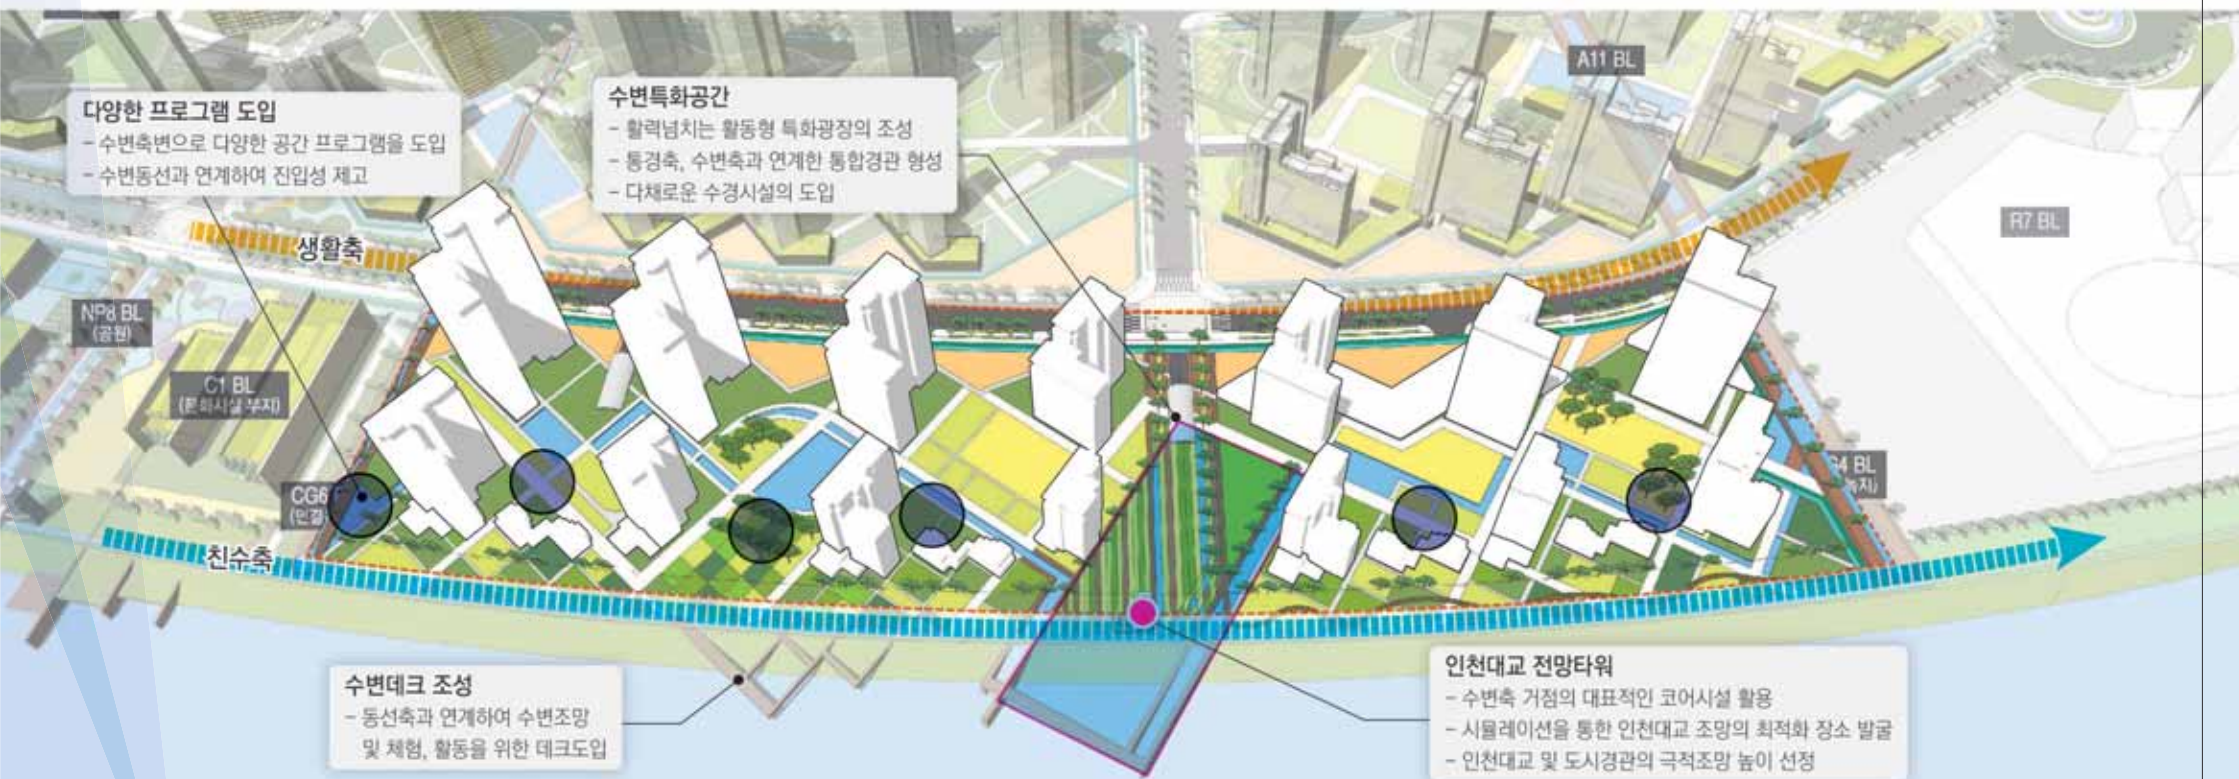 A11 BL
다양한 프로그램 도입
- 수변축변으로 다양한 공간 프로그램을 도입
- 수변동선과 연계하여 진입성 제고
수변특화공간
- 활력넘치는 활동형 특화광장의 조성
- 통경축, 수변축과 연계한 통합경관 형성
- 다채로운 수경시설의 도입
R7 BL
생활축
NP8 BL
(공원)
C1 BL
(문화시설 부지)
CG6
4 BL
친수축
수변데크 조성
- 동선축과 연계하여 수변조망
및 체험, 활동을 위한 데크도입
인천대교 전망타워
- 수변축 거점의 대표적인 코어시설 활용
- 시뮬레이션을 통한 인천대교 조망의 최적화 장소 발굴
- 인천대교 및 도시경관의 극적조망 높이 선정